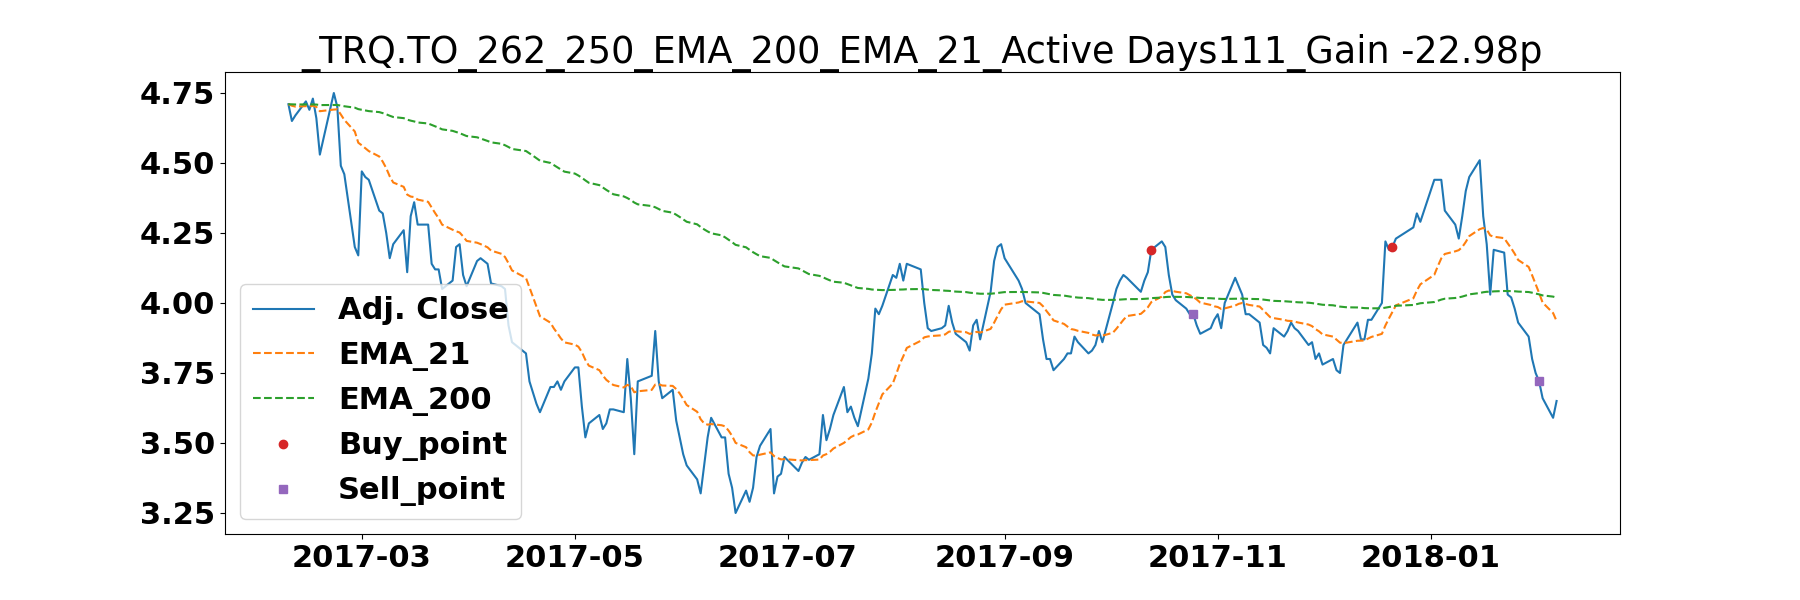 _TRQ.TO_262_250_EMA_200_EMA_21_Active Days111_Gain -22.98p
4.75
4.50
4.25
4.00
3.75
3.50
3.25
Adj. Close
EMA_21
EMA_200
Buy_point
Sell_point
2017-03 2017-05 2017-07 2017-09 2017-11 2018-01